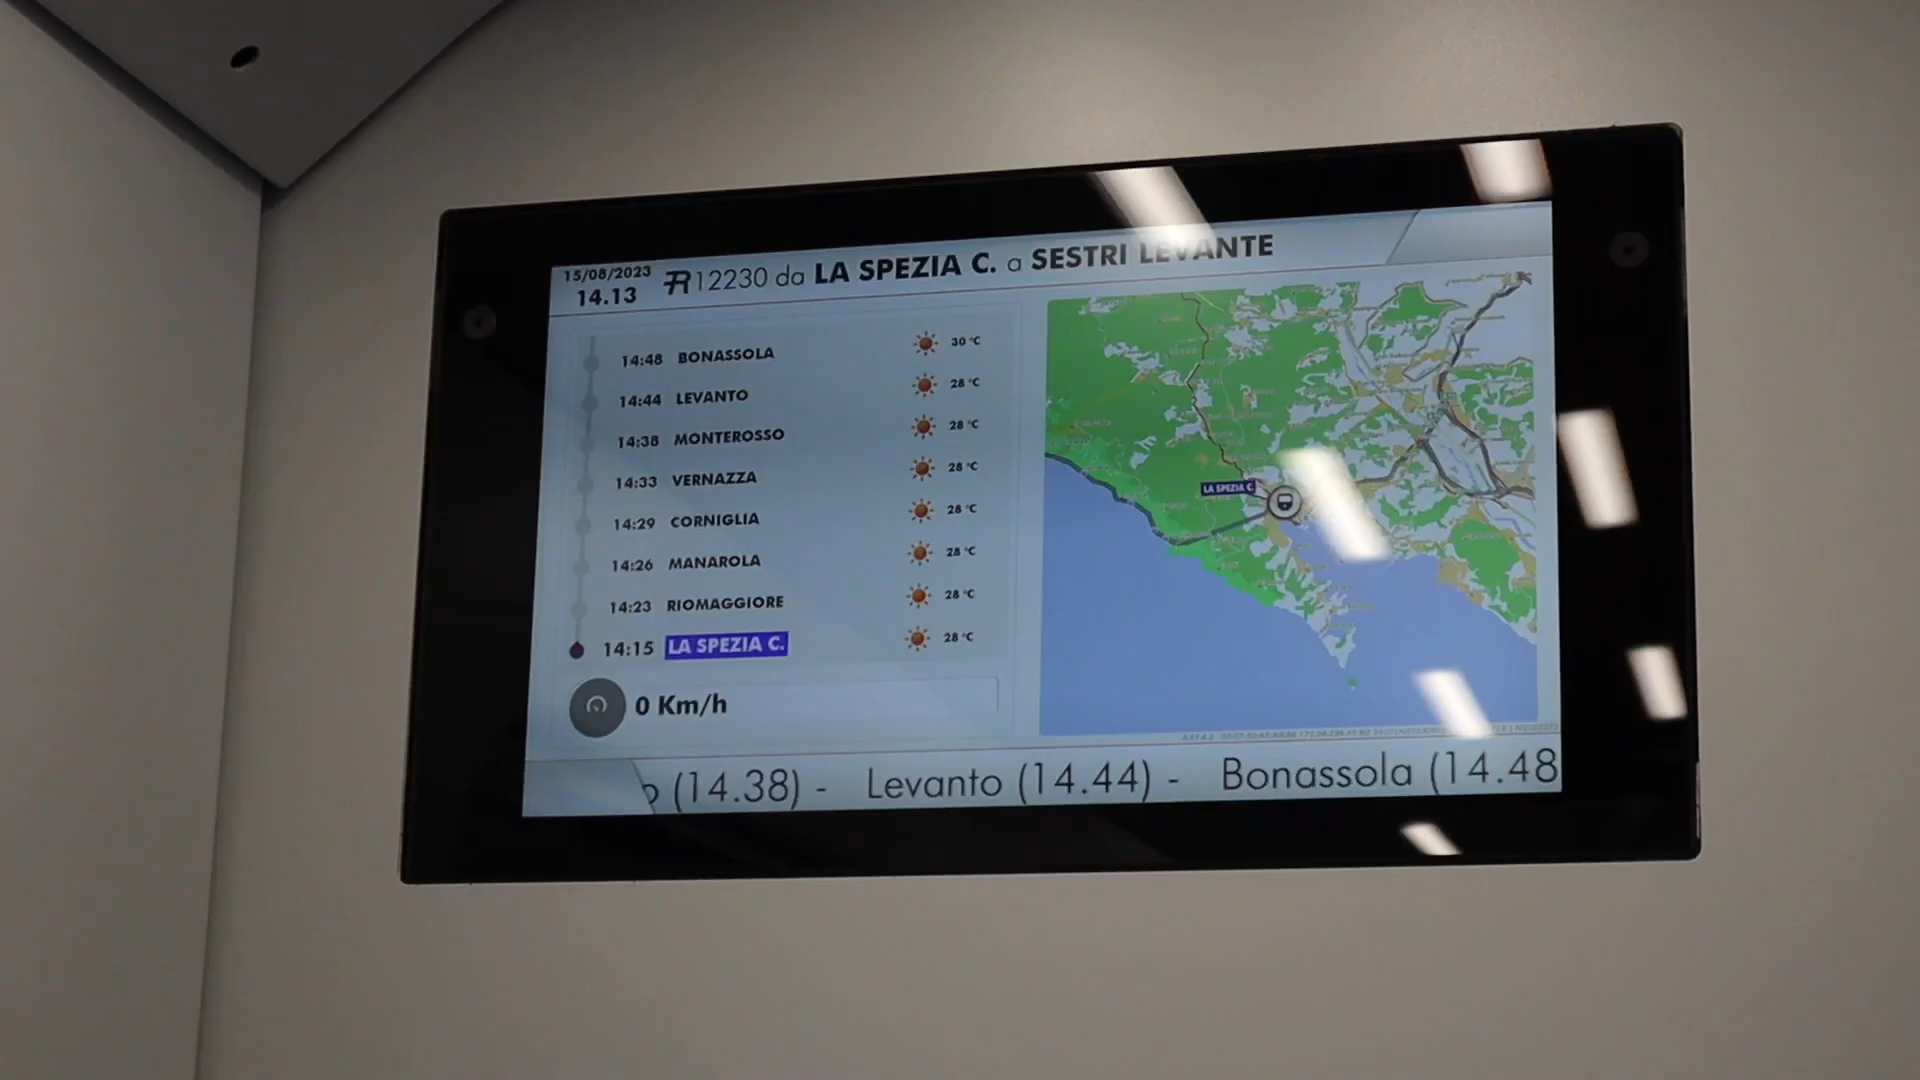 15/08/2023
14.13
R 12230 da LA SPEZIA C. a SESTRI LEVANTE
14:48 BONASSOLA 30 °C
14:44 LEVANTO 28 °C
14:38 MONTEROSSO 28 °C
14:33 VERNAZZA 28 °C
14:29 CORNIGLIA 28 °C
14:26 MANAROLA 28 °C
14:23 RIOMAGGIORE 28 °C
14:15 LA SPEZIA C. 28 °C
0 Km/h
LA SPEZIA C.
o (14.38) - Levanto (14.44) - Bonassola (14.48